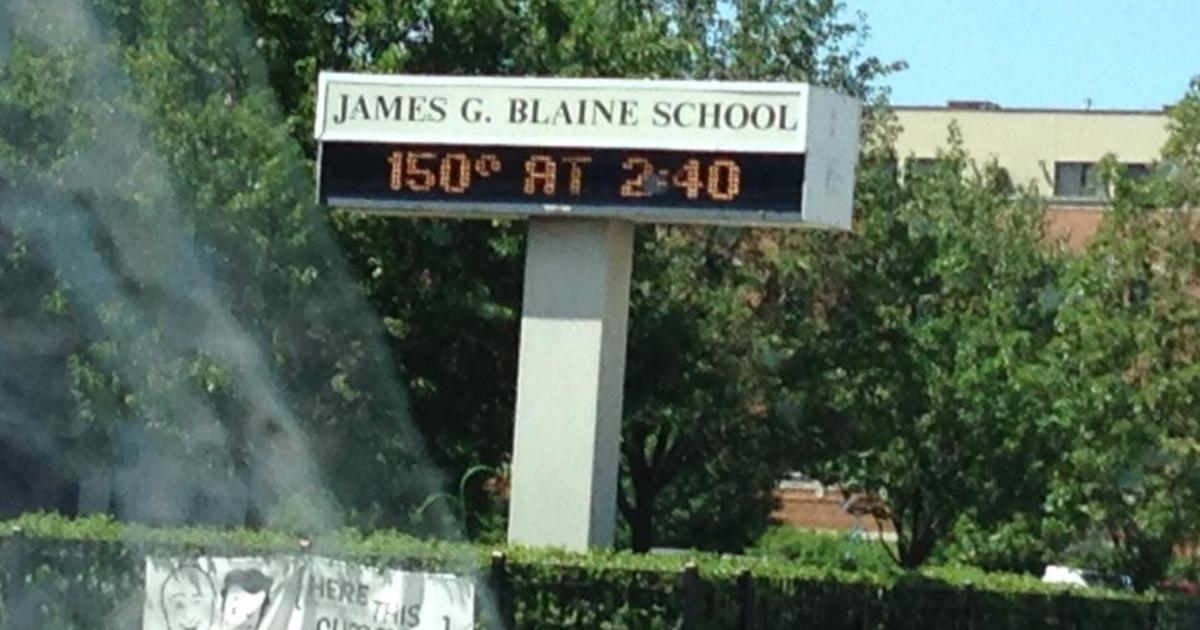 JAMES G. BLAINE SCHOOL
150° AT 2:40
HERE
THIS